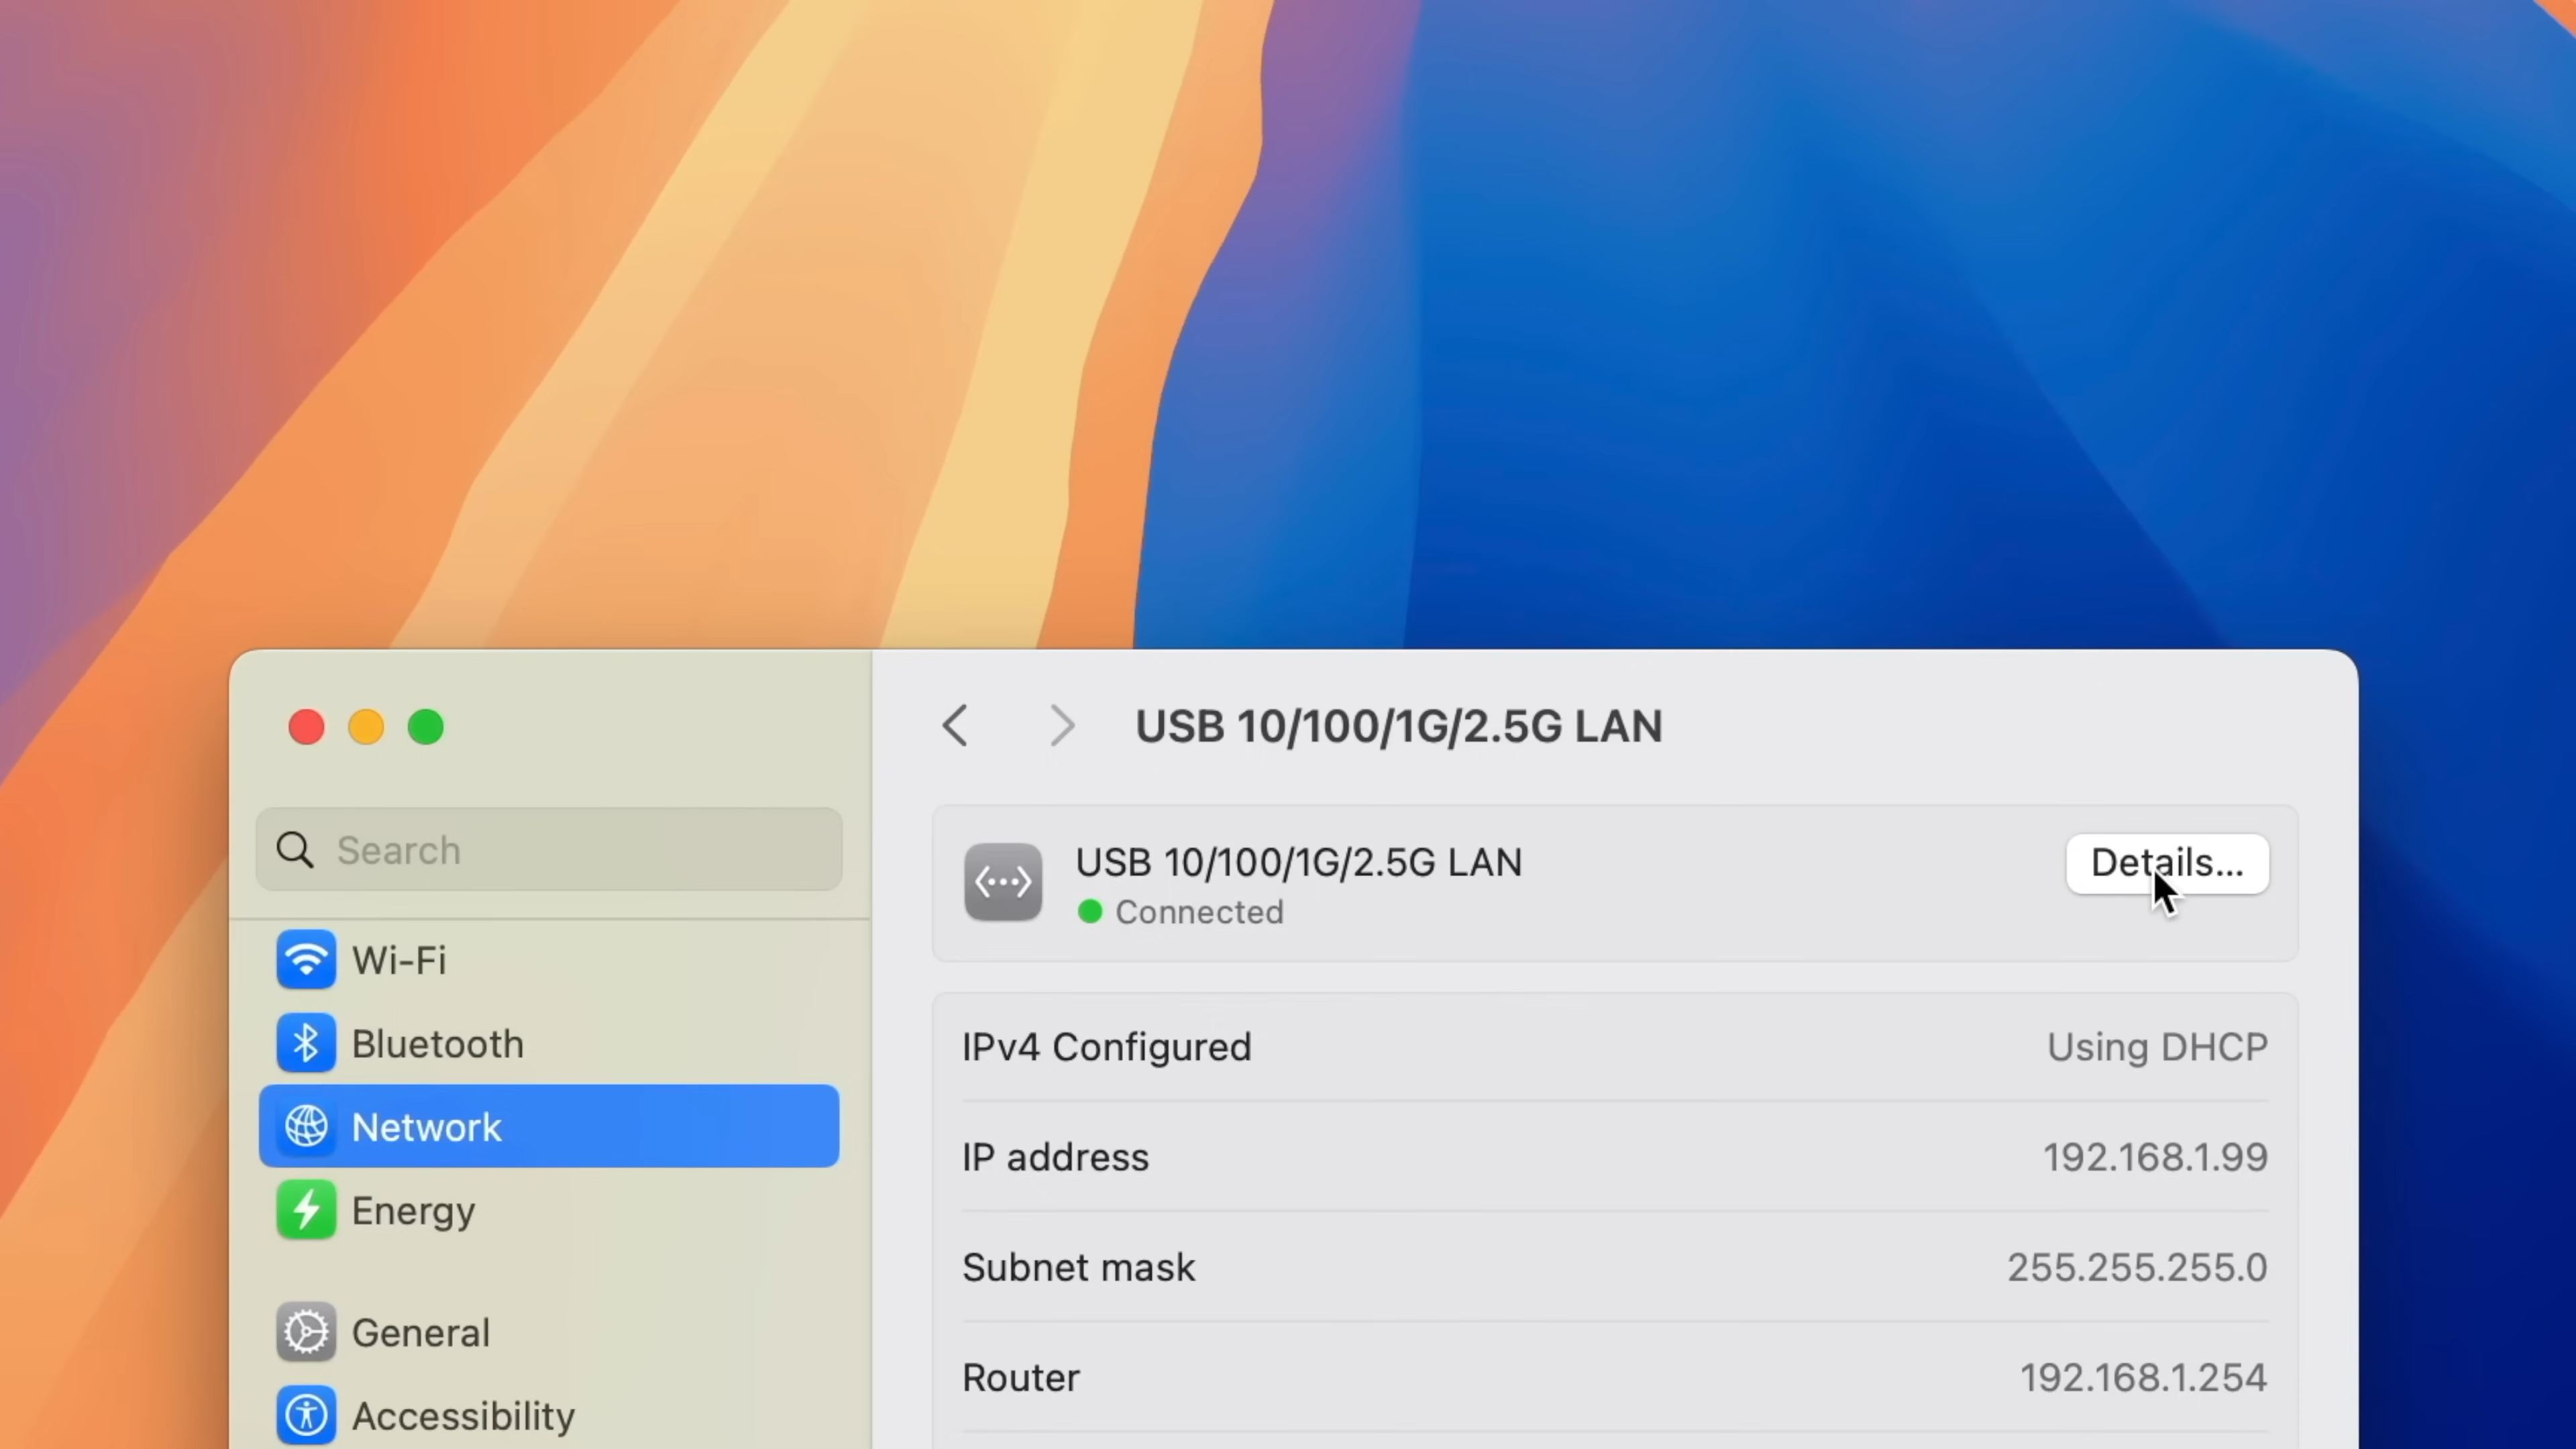 USB 10/100/1G/2.5G LAN
Search
USB 10/100/1G/2.5G LAN
Details...
Connected
Wi-Fi
Bluetooth
Network
Energy
General
Accessibility
IPv4 Configured Using DHCP
IP address 192.168.1.99
Subnet mask 255.255.255.0
Router 192.168.1.254